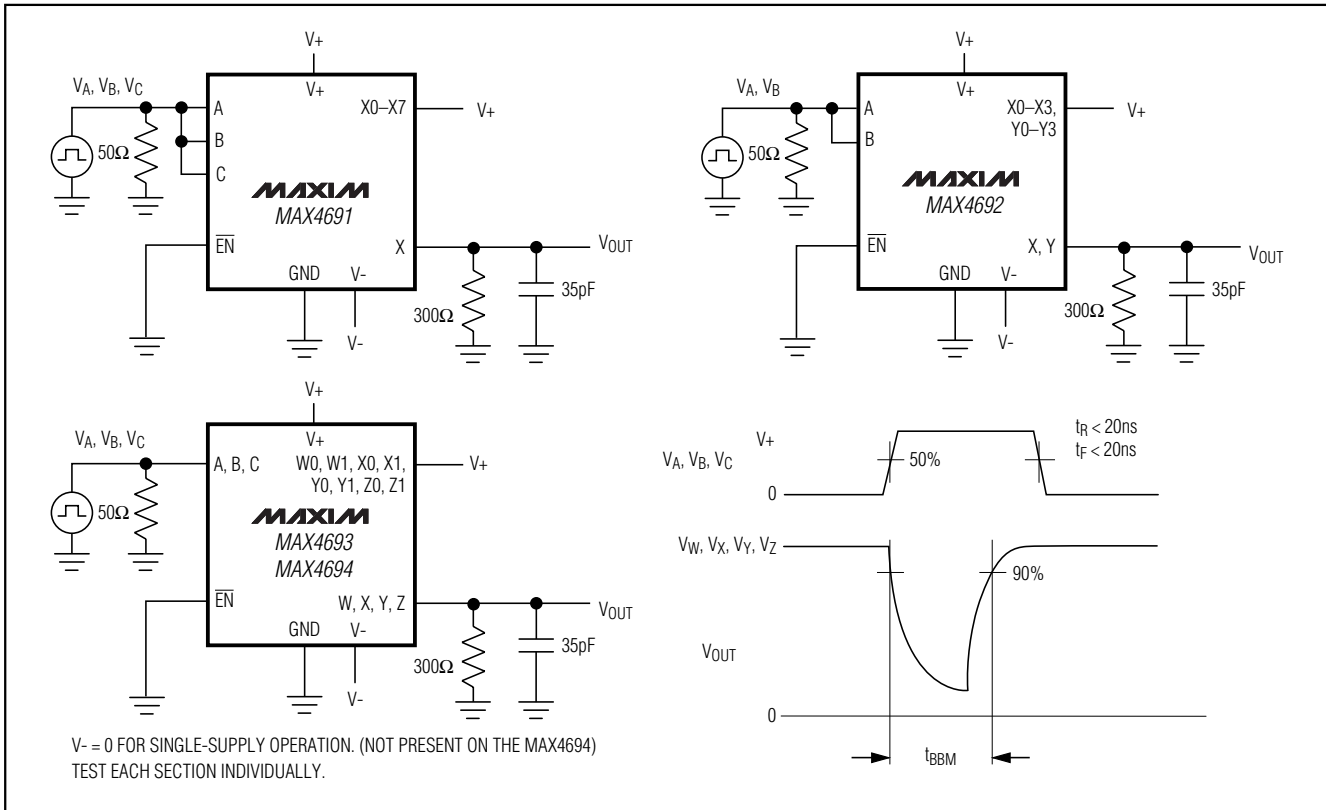 V+
VA, VB, VC
V+
A
X0–X7
V+
B
50Ω
C
MAXIM
MAX4691
EN
X
VOUT
GND
V-
35pF
300Ω
V-
V+
VA, VB
V+
A
X0–X3,
Y0–Y3
V+
B
50Ω
MAXIM
MAX4692
EN
X, Y
VOUT
GND
V-
35pF
300Ω
V-
V+
VA, VB, VC
V+
A, B, C
W0, W1, X0, X1,
Y0, Y1, Z0, Z1
V+
50Ω
MAXIM
MAX4693
MAX4694
EN
W, X, Y, Z
VOUT
GND
V-
35pF
300Ω
V-
V- = 0 FOR SINGLE-SUPPLY OPERATION. (NOT PRESENT ON THE MAX4694)
TEST EACH SECTION INDIVIDUALLY.
V+
tR < 20ns
tF < 20ns
VA, VB, VC
50%
0
VW, VX, VY, VZ
90%
VOUT
0
tBBM